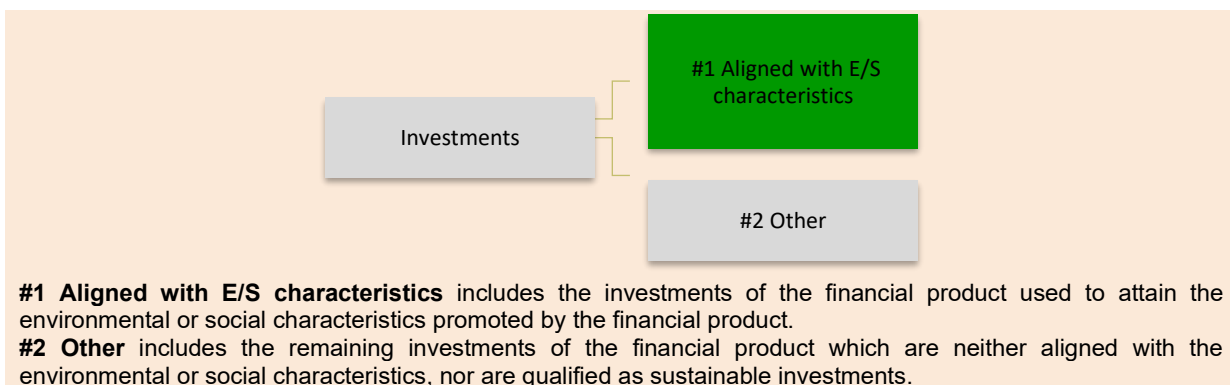 #1 Aligned with E/S
characteristics
Investments
#2 Other
#1 Aligned with E/S characteristics includes the investments of the financial product used to attain the
environmental or social characteristics promoted by the financial product.
#2 Other includes the remaining investments of the financial product which are neither aligned with the
environmental or social characteristics, nor are qualified as sustainable investments.